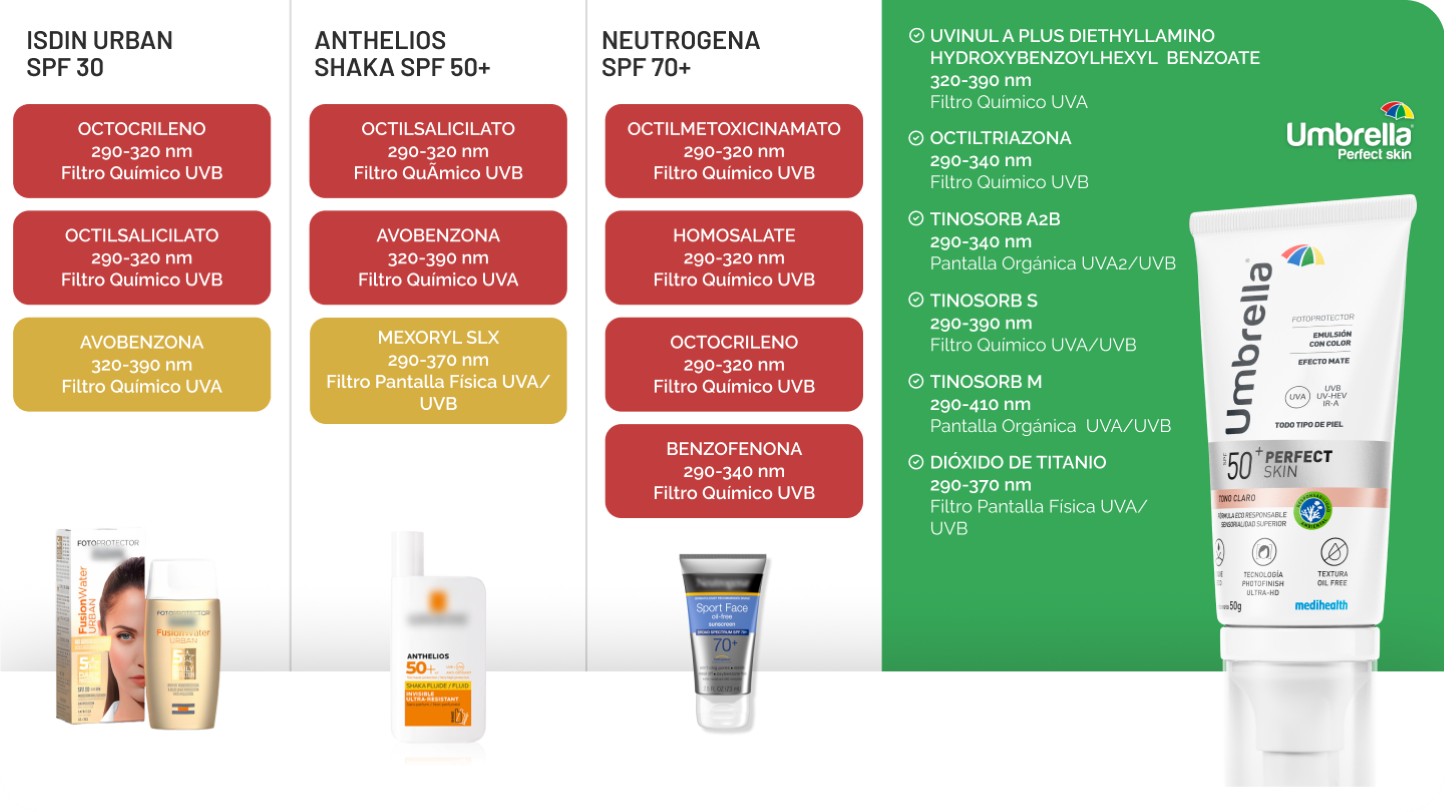 ISDIN URBAN
SPF 30
OCTOCRILENO
290-320 nm
Filtro Químico UVB
OCTILSALICILATO
290-320 nm
Filtro Químico UVB
AVOBENZONA
320-390 nm
Filtro Químico UVA
FOTOPROTECTOR
FusionWater
URBAN
FOTOPROTECTOR
FusionWater
URBAN
ANTHELIOS
SHAKA SPF 50+
OCTILSALICILATO
290-320 nm
Filtro QuÃmico UVB
AVOBENZONA
320-390 nm
Filtro Químico UVA
MEXORYL SLX
290-370 nm
Filtro Pantalla Física UVA/
UVB
ANTHELIOS
50+
SHAKA FLUIDE / FLUID
INVISIBLE
ULTRA-RESISTANT
NEUTROGENA
SPF 70+
OCTILMETOXICINAMATO
290-320 nm
Filtro Químico UVB
HOMOSALATE
290-320 nm
Filtro Químico UVB
OCTOCRILENO
290-320 nm
Filtro Químico UVB
BENZOFENONA
290-340 nm
Filtro Químico UVB
Sport Face
oil-free
sunscreen
BROAD SPECTRUM SPF 70+
70+
UVINUL A PLUS DIETHYLLAMINO
HYDROXYBENZOYLHEXYL BENZOATE
320-390 nm
Filtro Químico UVA
OCTILTRIAZONA
290-340 nm
Filtro Químico UVB
TINOSORB A2B
290-340 nm
Pantalla Orgánica UVA2/UVB
TINOSORB S
290-390 nm
Filtro Químico UVA/UVB
TINOSORB M
290-410 nm
Pantalla Orgánica UVA/UVB
DIÓXIDO DE TITANIO
290-370 nm
Filtro Pantalla Física UVA/
UVB
Umbrella
Perfect skin
Umbrella
FOTOPROTECTOR
EMULSIÓN
CON COLOR
EFECTO MATE
UVA
UVB
UV-HEV
IR-A
TODO TIPO DE PIEL
SPF 50+ PERFECT
SKIN
TONO CLARO
FÓRMULA ECO RESPONSABLE
SENSORIALIDAD SUPERIOR
TECNOLOGÍA
PHOTOFINISH
ULTRA-HD
TEXTURA
OIL FREE
50g
medihealth